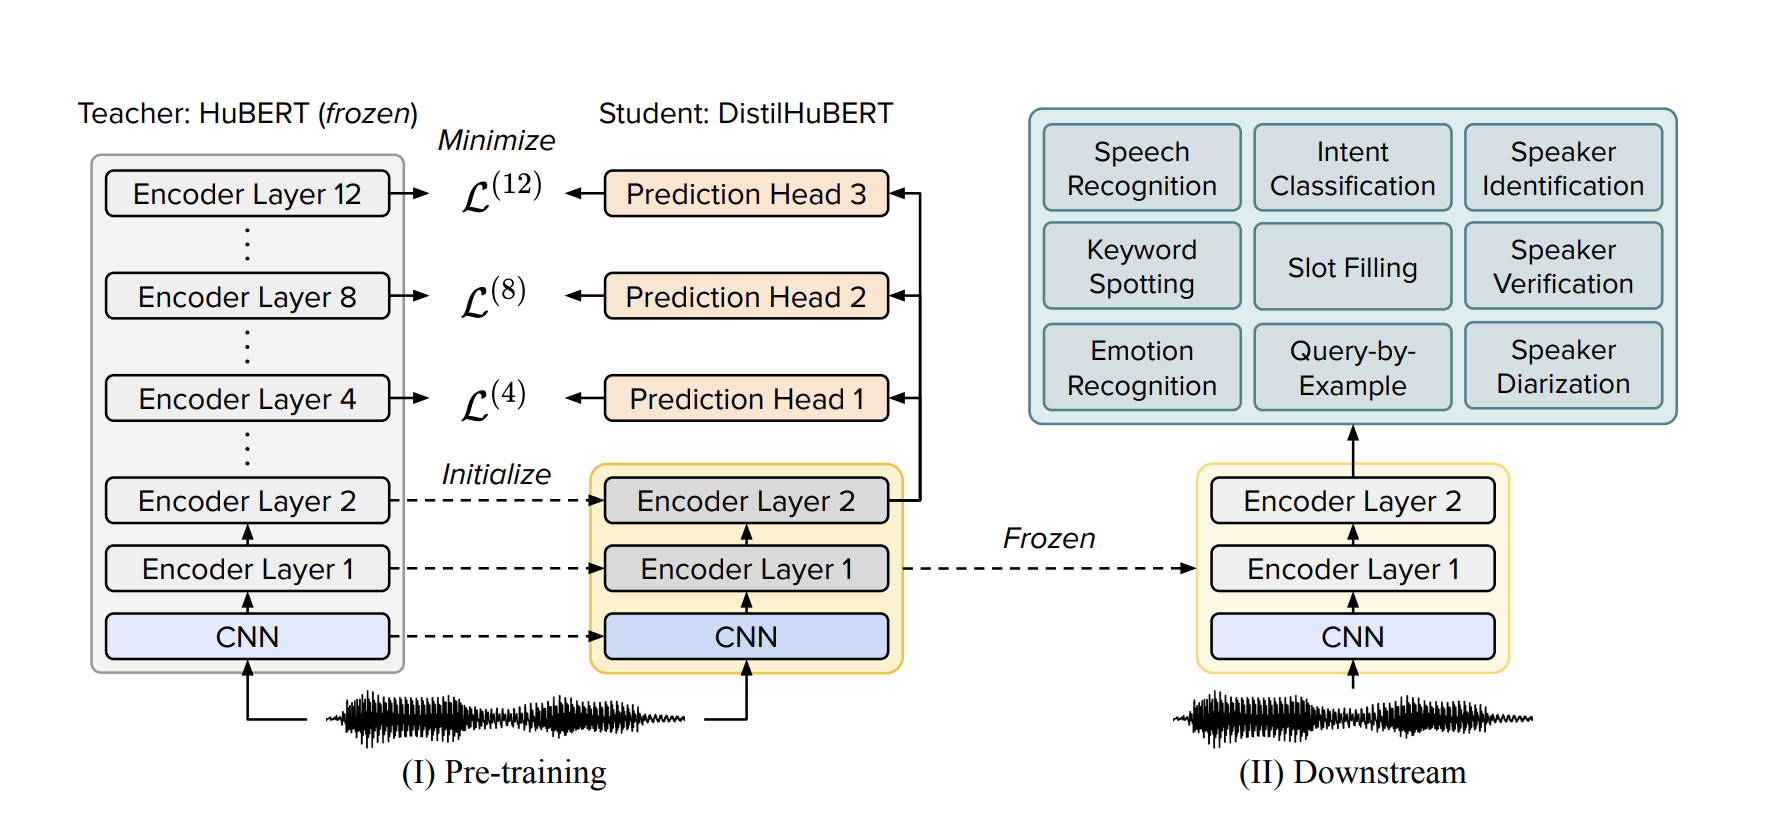 Teacher: HuBERT (frozen)
Minimize
Student: DistilHuBERT
Encoder Layer 12
ℒ(12)
Prediction Head 3
Encoder Layer 8
ℒ(8)
Prediction Head 2
Encoder Layer 4
ℒ(4)
Prediction Head 1
Initialize
Encoder Layer 2
Encoder Layer 2
Encoder Layer 1
Encoder Layer 1
CNN
CNN
(I) Pre-training
Frozen
Speech
Recognition
Intent
Classification
Speaker
Identification
Keyword
Spotting
Slot Filling
Speaker
Verification
Emotion
Recognition
Query-by-
Example
Speaker
Diarization
Encoder Layer 2
Encoder Layer 1
CNN
(II) Downstream